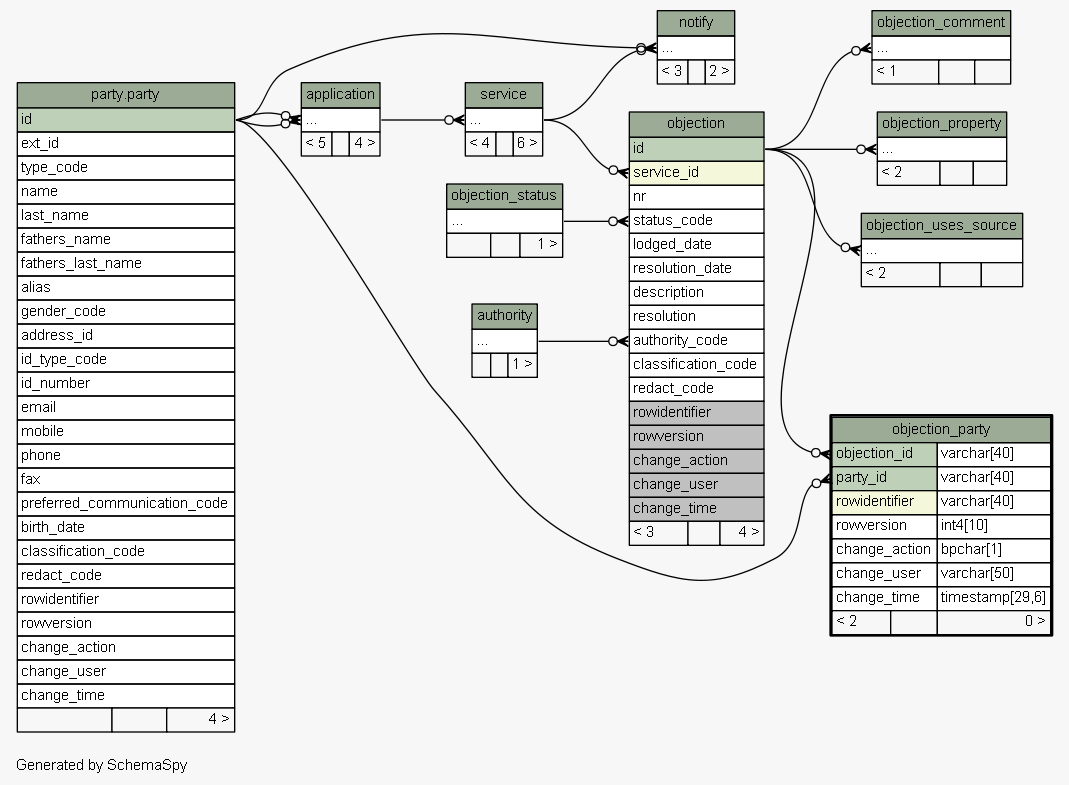 party.party
id
ext_id
type_code
name
last_name
fathers_name
fathers_last_name
alias
gender_code
address_id
id_type_code
id_number
email
mobile
phone
fax
preferred_communication_code
birth_date
classification_code
redact_code
rowidentifier
rowversion
change_action
change_user
change_time
4 >
application
...
< 5 4 >
service
...
< 4 6 >
notify
...
< 3 2 >
objection_status
...
1 >
authority
...
1 >
objection
id
service_id
nr
status_code
lodged_date
resolution_date
description
resolution
authority_code
classification_code
redact_code
rowidentifier
rowversion
change_action
change_user
change_time
< 3 4 >
objection_comment
...
< 1
objection_property
...
< 2
objection_uses_source
...
< 2
objection_party
objection_id varchar[40]
party_id varchar[40]
rowidentifier varchar[40]
rowversion int4[10]
change_action bpchar[1]
change_user varchar[50]
change_time timestamp[29,6]
< 2 0 >
Generated by SchemaSpy